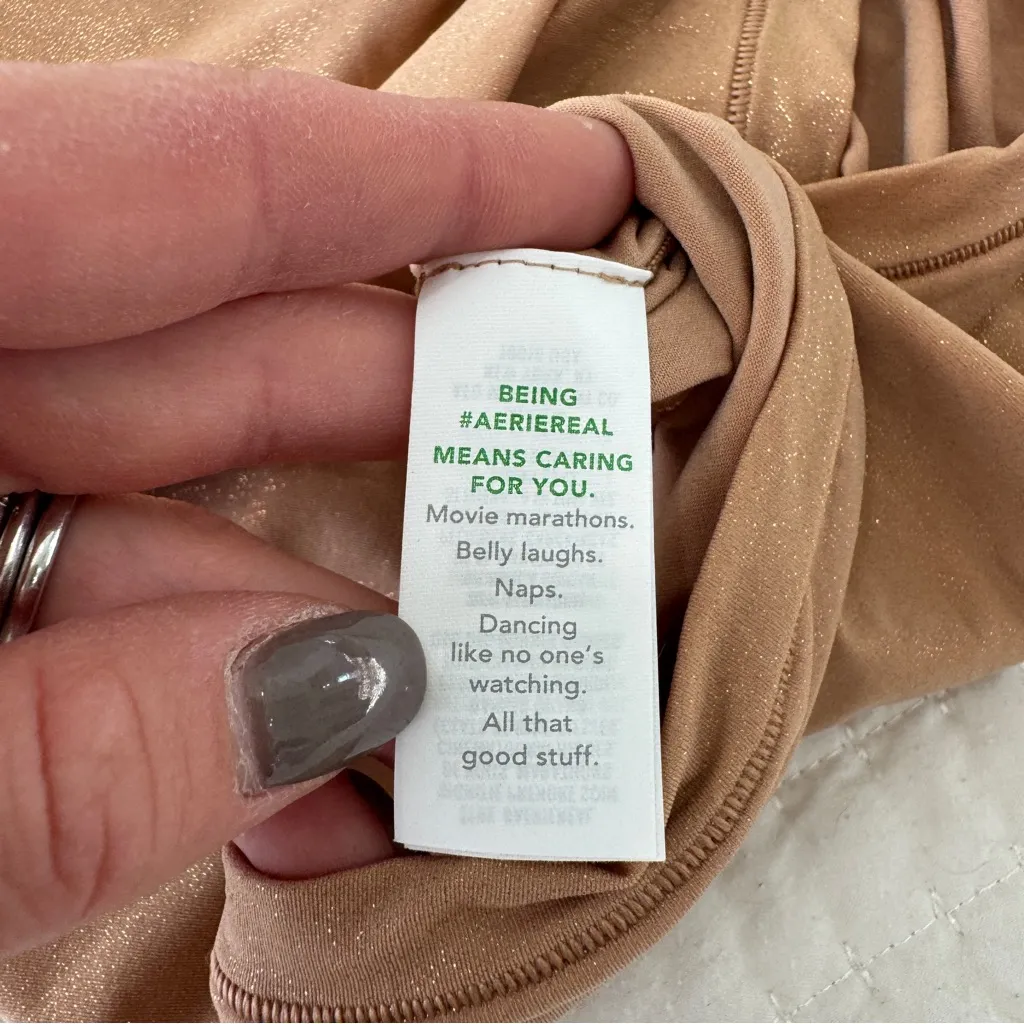 BEING
#AERIEREAL
MEANS CARING
FOR YOU.
Movie marathons.
Belly laughs.
Naps.
Dancing
like no one's
watching.
All that
good stuff.